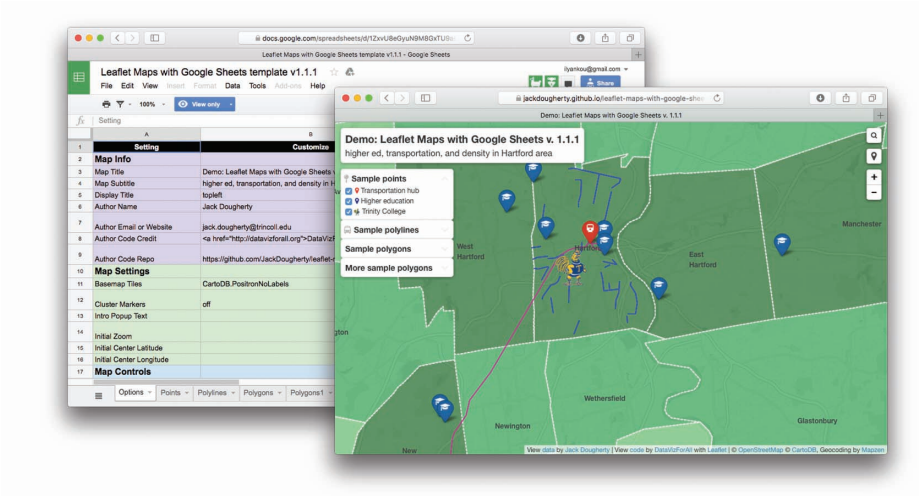 docs.google.com/spreadsheets/d/1ZxvU8eGyuN9M8GxTU9
Leaflet Maps with Google Sheets template v1.1.1 - Google Sheets
Leaflet Maps with Google Sheets template v1.1.1
ilyankou@gmail.com
File Edit View Insert Format Data Tools Add-ons Help
Share
100% View only
fx Setting
A B
1 Setting Customize
2 Map Info
3 Map Title Demo: Leaflet Maps with Google Sheets v
4 Map Subtitle higher ed, transportation, and density in H
5 Display Title topleft
6 Author Name Jack Dougherty
7 Author Email or Website jack.dougherty@trincoll.edu
8 Author Code Credit <a href="http://datavizforall.org">DataVizF
9 Author Code Repo https://github.com/JackDougherty/leaflet-
10 Map Settings
11 Basemap Tiles CartoDB.PositronNoLabels
12 Cluster Markers off
13 Intro Popup Text
14 Initial Zoom
15 Initial Center Latitude
16 Initial Center Longitude
17 Map Controls
Options Points Polylines Polygons Polygons1
jackdougherty.github.io/leaflet-maps-with-google-shee
Demo: Leaflet Maps with Google Sheets v. 1.1.1
Demo: Leaflet Maps with Google Sheets v. 1.1.1
higher ed, transportation, and density in Hartford area
Sample points
Transportation hub
Higher education
Trinity College
Sample polylines
Sample polygons
More sample polygons
+
-
West
Hartford
Hartford
East
Hartford
Manchester
gton
Wethersfield
Newington
Glastonbury
New
View data by Jack Dougherty | View code by DataVizForAll with Leaflet | © OpenStreetMap © CartoDB, Geocoding by Mapzen